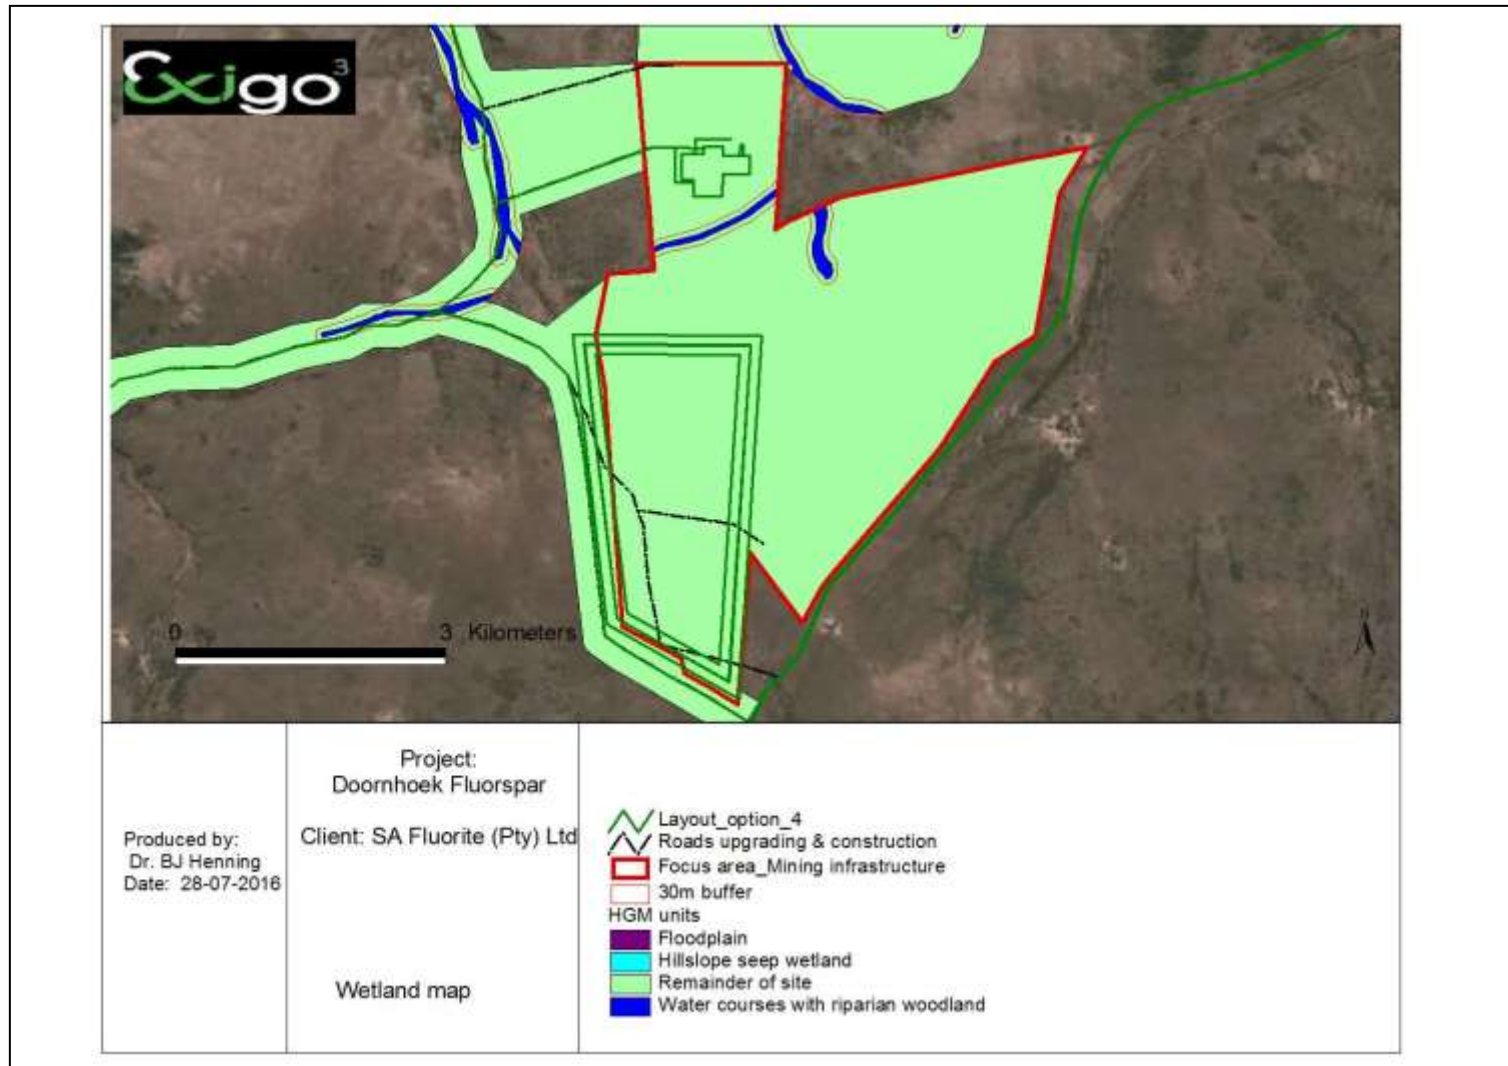 Exigo3
N
0 3 Kilometers
Produced by:
Dr. BJ Henning
Date: 28-07-2016
Project:
Doornhoek Fluorspar
Client: SA Fluorite (Pty) Ltd
Wetland map
Layout_option_4
Roads upgrading & construction
Focus area_Mining infrastructure
30m buffer
HGM units
Floodplain
Hillslope seep wetland
Remainder of site
Water courses with riparian woodland